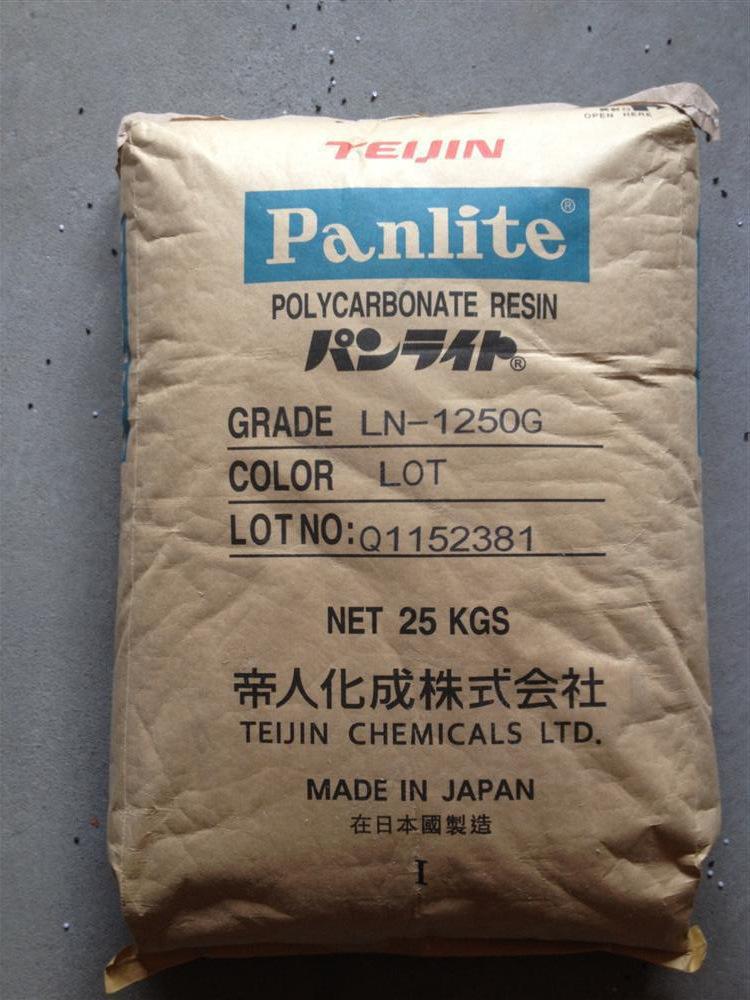 OPEN HERE
TEIJIN
Panlite®
POLYCARBONATE RESIN
パンライト®
GRADE LN-1250G
COLOR LOT
LOT NO: Q1152381
NET 25 KGS
帝人化成株式会社
TEIJIN CHEMICALS LTD.
MADE IN JAPAN
在日本國製造
I